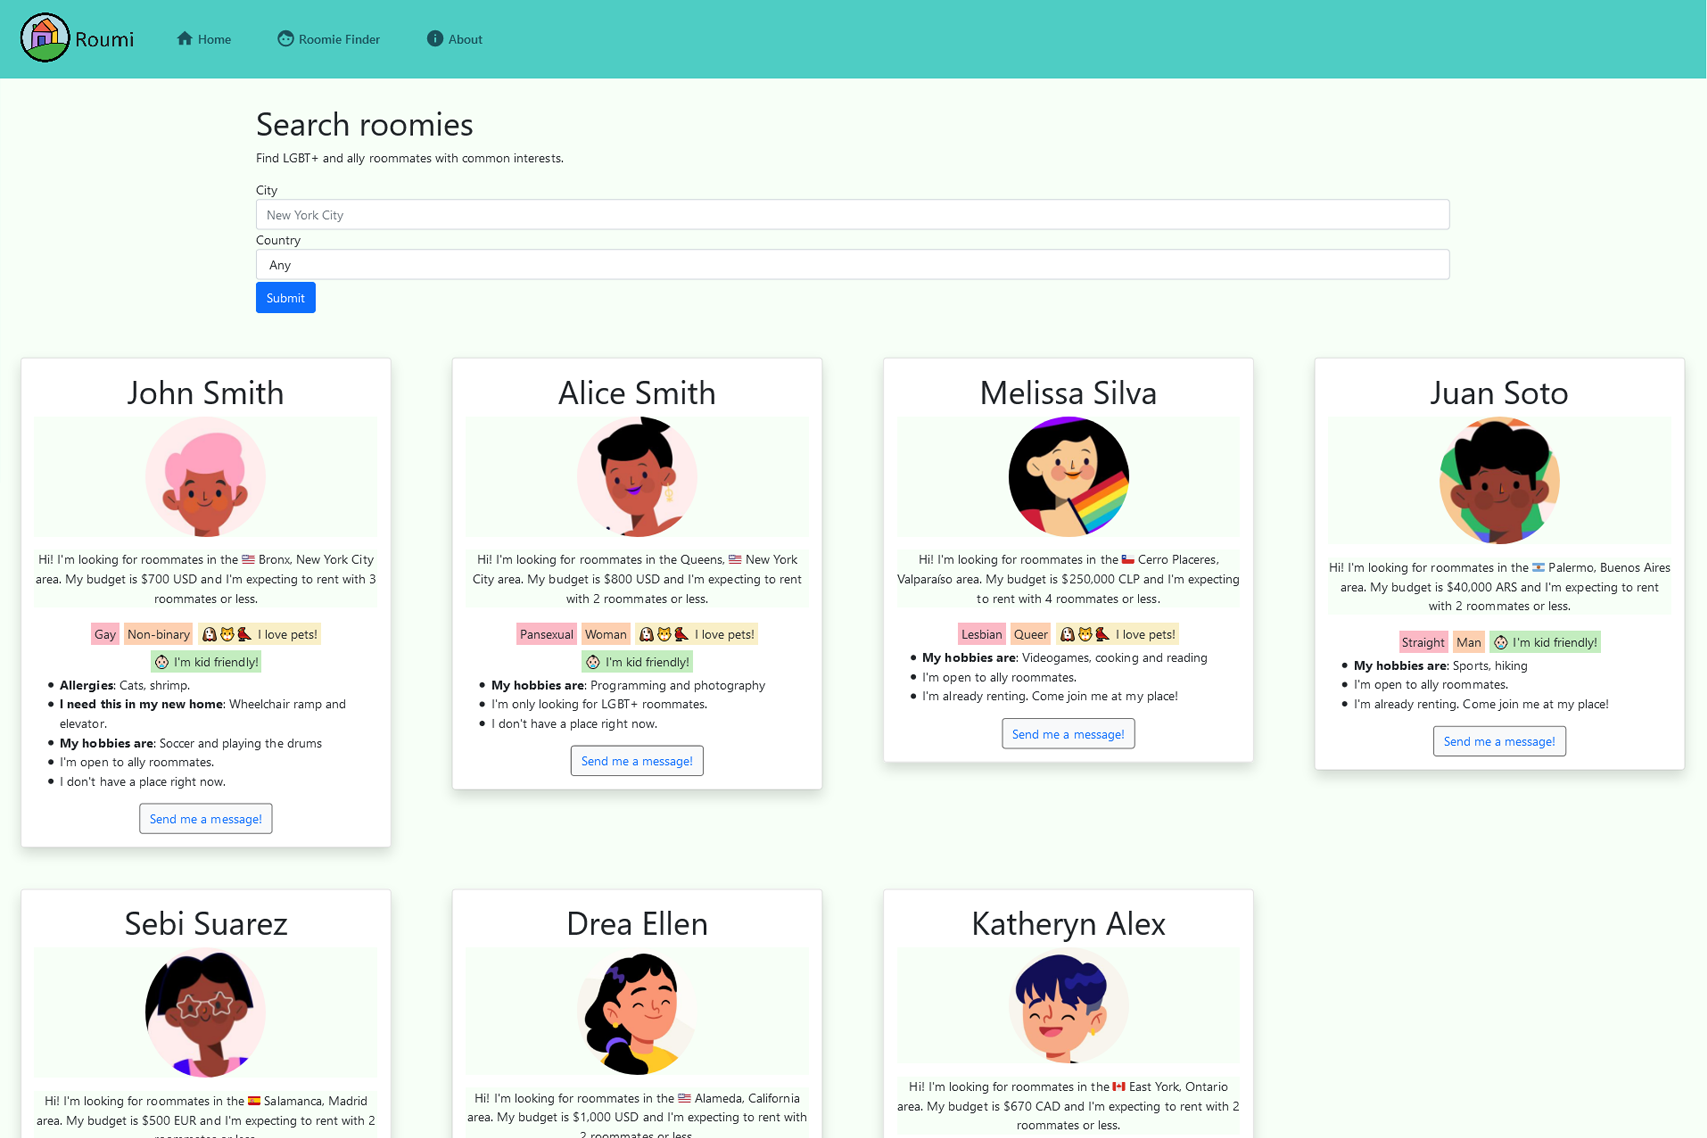 Roumi
Home
Roomie Finder
About
Search roomies
Find LGBT+ and ally roommates with common interests.
City
New York City
Country
Any
Submit
John Smith
Hi! I'm looking for roommates in the 🇺🇸 Bronx, New York City
area. My budget is $700 USD and I'm expecting to rent with 3
roommates or less.
Gay Non-binary 🐶🐱🦜 I love pets!
👶 I'm kid friendly!
Allergies: Cats, shrimp.
I need this in my new home: Wheelchair ramp and
elevator.
My hobbies are: Soccer and playing the drums
I'm open to ally roommates.
I don't have a place right now.
Send me a message!
Alice Smith
Hi! I'm looking for roommates in the Queens, 🇺🇸 New York
City area. My budget is $800 USD and I'm expecting to rent
with 2 roommates or less.
Pansexual Woman 🐶🐱🦜 I love pets!
👶 I'm kid friendly!
My hobbies are: Programming and photography
I'm only looking for LGBT+ roommates.
I don't have a place right now.
Send me a message!
Melissa Silva
Hi! I'm looking for roommates in the 🇨🇱 Cerro Placeres,
Valparaíso area. My budget is $250,000 CLP and I'm expecting
to rent with 4 roommates or less.
Lesbian Queer 🐶🐱🦜 I love pets!
My hobbies are: Videogames, cooking and reading
I'm open to ally roommates.
I'm already renting. Come join me at my place!
Send me a message!
Juan Soto
Hi! I'm looking for roommates in the 🇦🇷 Palermo, Buenos Aires
area. My budget is $40,000 ARS and I'm expecting to rent
with 2 roommates or less.
Straight Man 👶 I'm kid friendly!
My hobbies are: Sports, hiking
I'm open to ally roommates.
I'm already renting. Come join me at my place!
Send me a message!
Sebi Suarez
Hi! I'm looking for roommates in the 🇪🇸 Salamanca, Madrid
area. My budget is $500 EUR and I'm expecting to rent with 2
Drea Ellen
Hi! I'm looking for roommates in the 🇺🇸 Alameda, California
area. My budget is $1,000 USD and I'm expecting to rent with
2 roommates or less.
Katheryn Alex
Hi! I'm looking for roommates in the 🇨🇦 East York, Ontario
area. My budget is $670 CAD and I'm expecting to rent with 2
roommates or less.